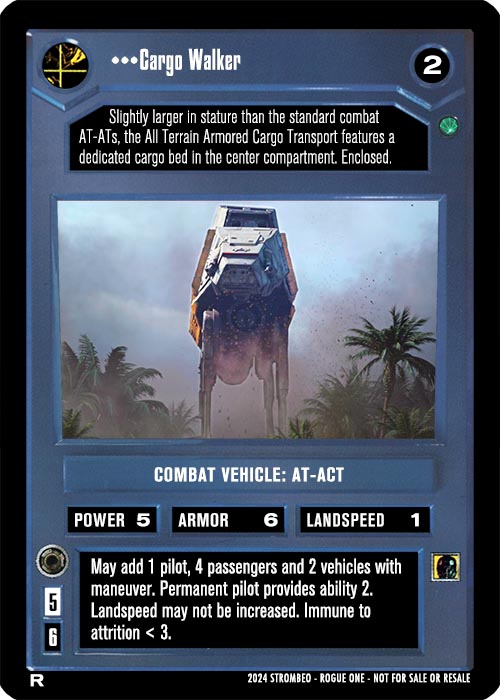 •••Cargo Walker
2
Slightly larger in stature than the standard combat
AT-ATs, the All Terrain Armored Cargo Transport features a
dedicated cargo bed in the center compartment. Enclosed.
COMBAT VEHICLE: AT-ACT
POWER 5 ARMOR 6 LANDSPEED 1
May add 1 pilot, 4 passengers and 2 vehicles with
maneuver. Permanent pilot provides ability 2.
Landspeed may not be increased. Immune to
attrition < 3.
5
6
R
2024 STROMBEO - ROGUE ONE - NOT FOR SALE OR RESALE